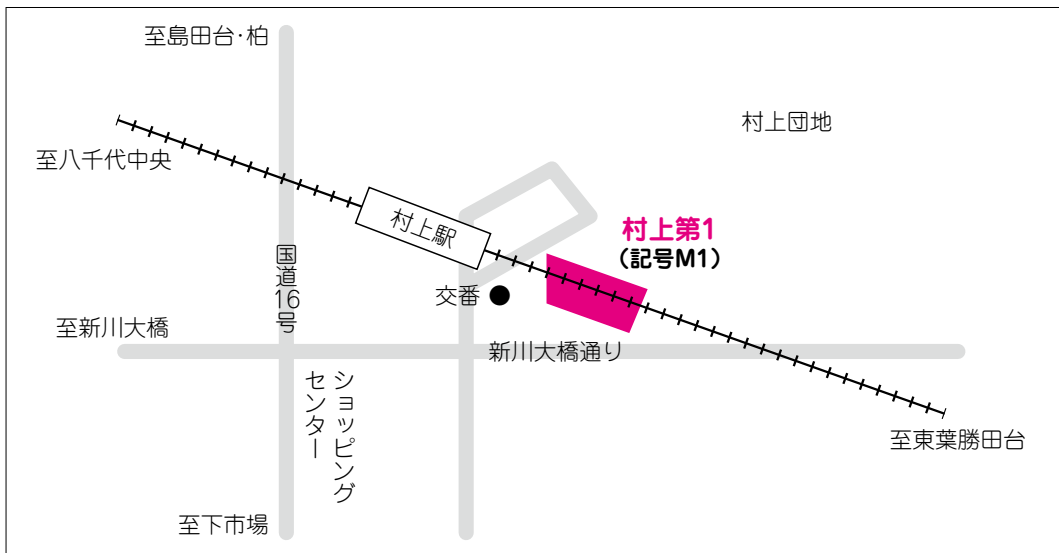 至島田台・柏
村上団地
至八千代中央
村上駅
村上第1
(記号M1)
国道16号
交番
至新川大橋
新川大橋通り
ショッピング
センター
至東葉勝田台
至下市場